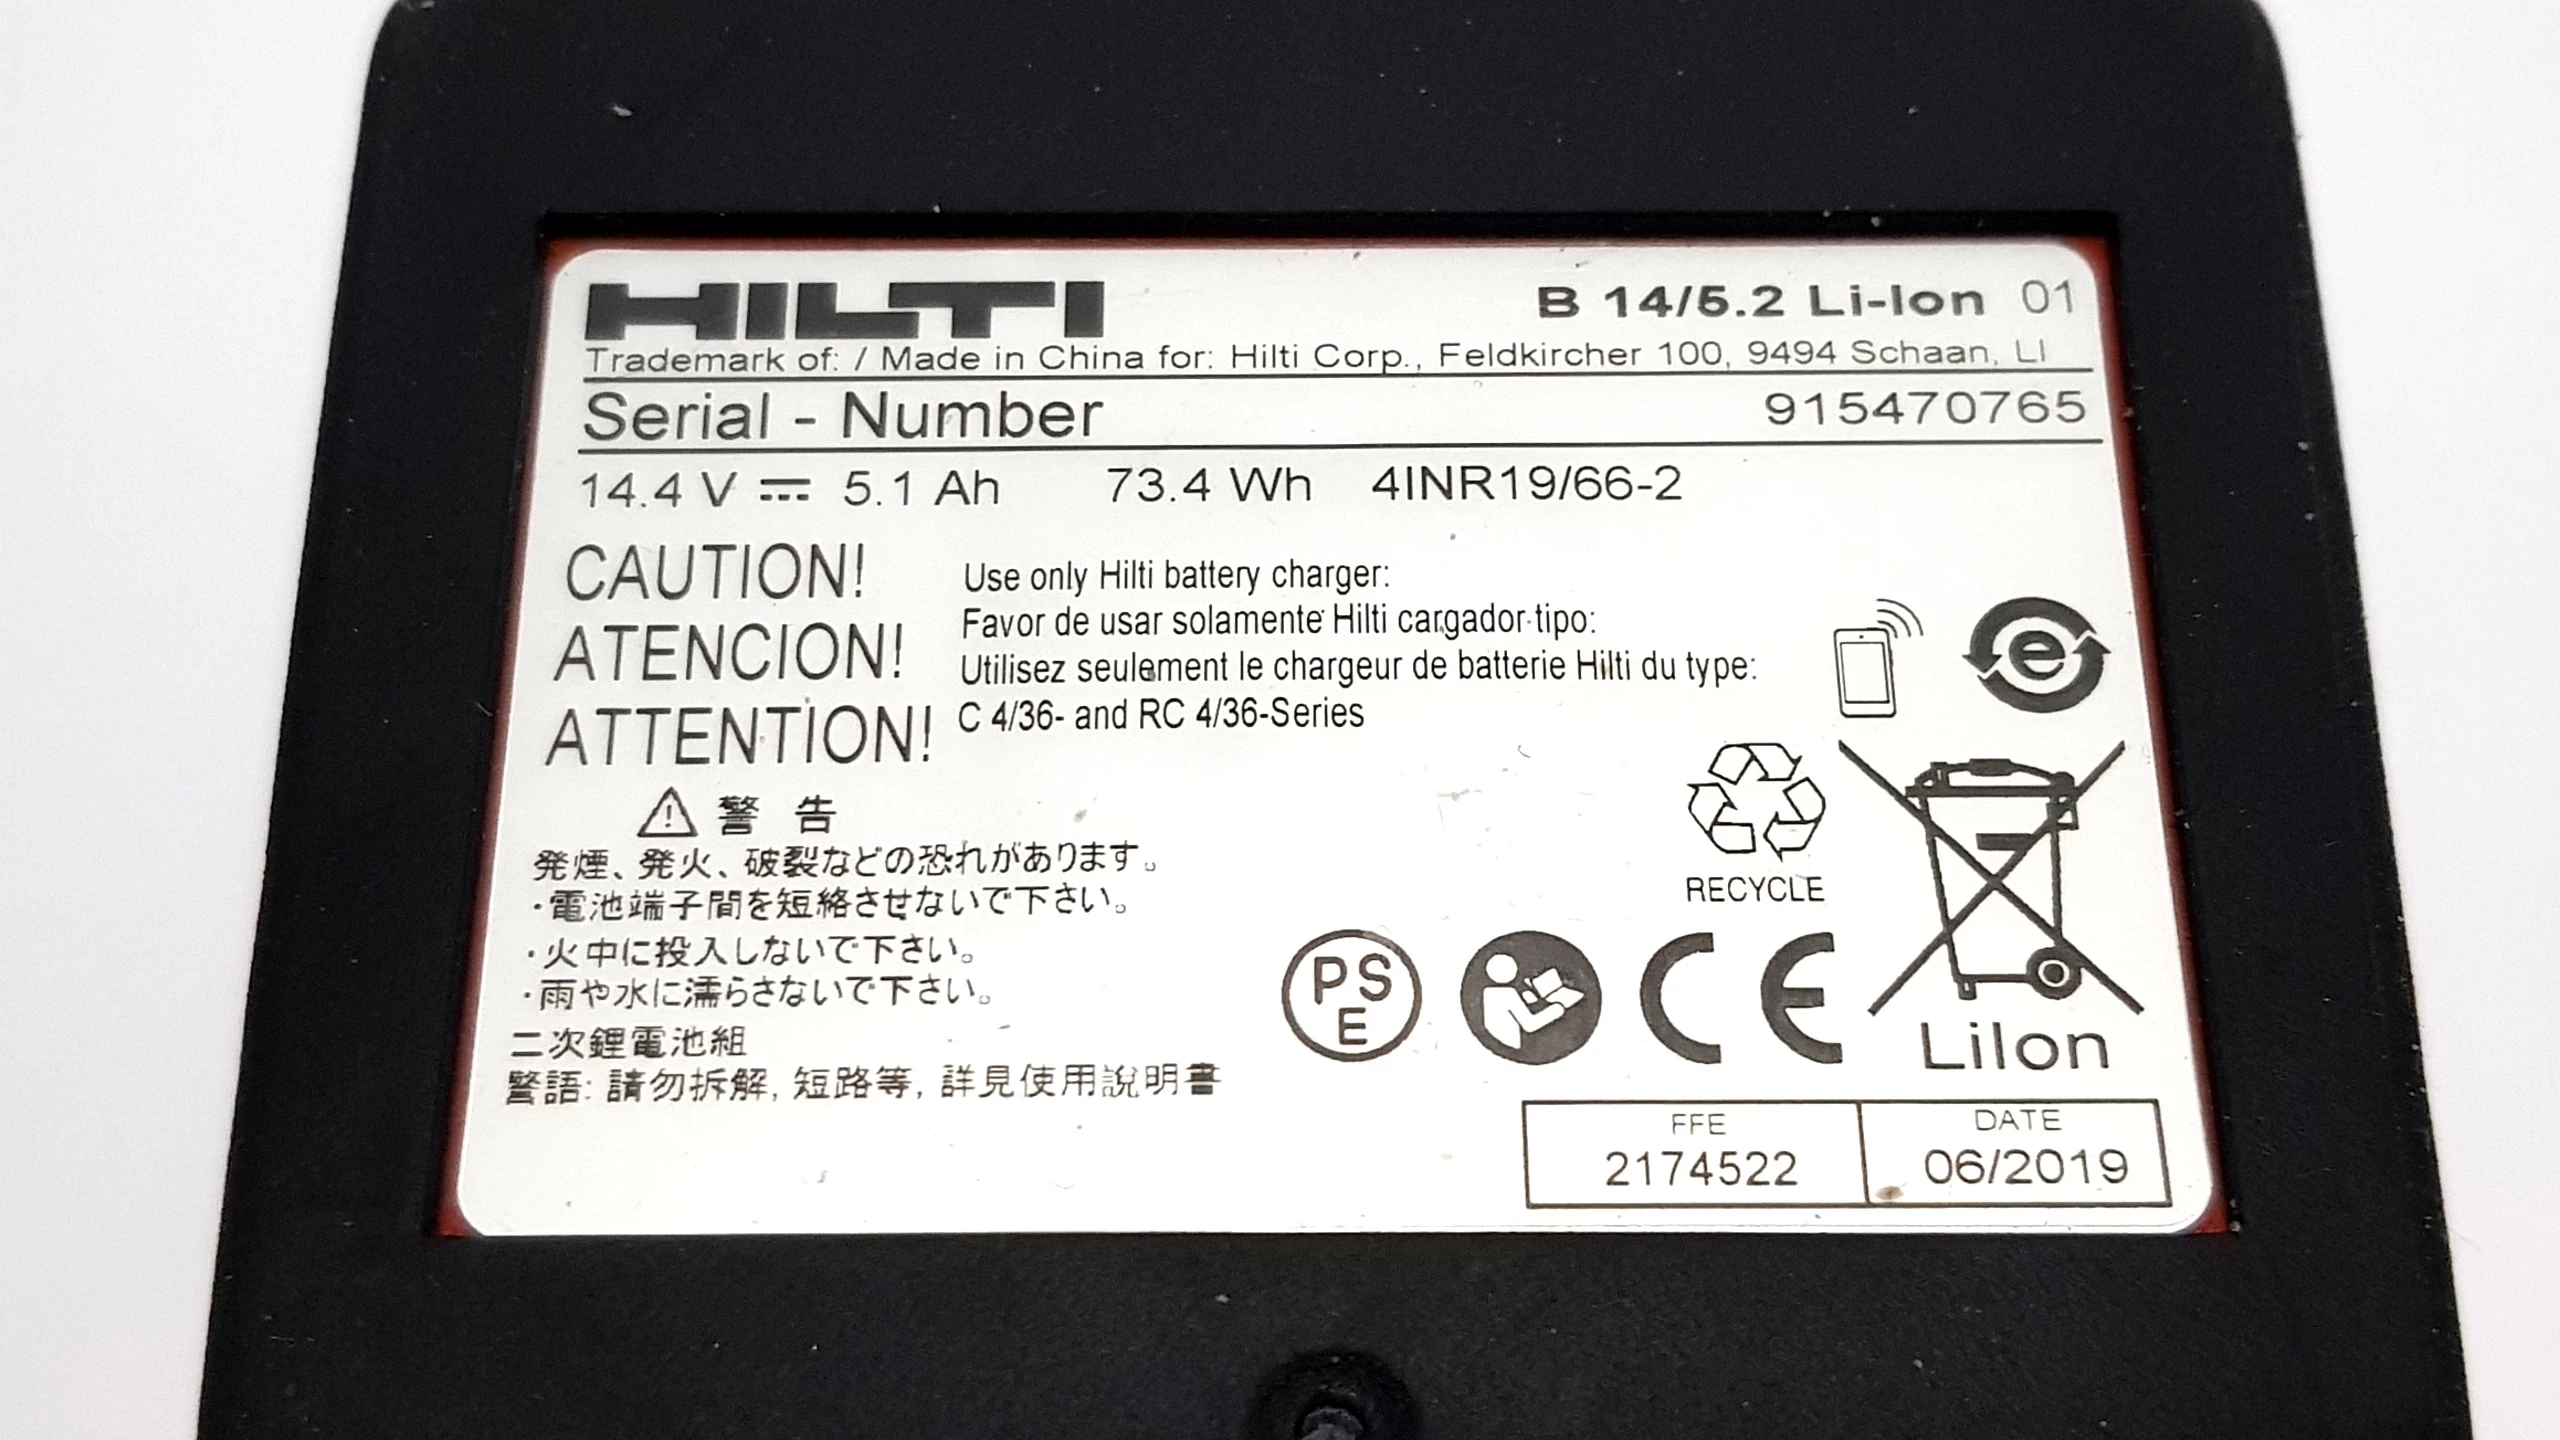 HILTI B 14/5.2 Li-Ion 01
Trademark of: / Made in China for: Hilti Corp., Feldkircher 100, 9494 Schaan, LI
Serial - Number 915470765
14.4 V 5.1 Ah 73.4 Wh 4INR19/66-2
CAUTION! Use only Hilti battery charger:
Favor de usar solamente Hilti cargador tipo:
ATENCION!
Utilisez seulement le chargeur de batterie Hilti du type:
ATTENTION! C 4/36- and RC 4/36-Series
e
警 告
発煙、発火、破裂などの恐れがあります。
・電池端子間を短絡させないで下さい。
・火中に投入しないで下さい。
・雨や水に濡らさないで下さい。
二次鋰電池組
警語: 請勿拆解, 短路等, 詳見使用說明書
RECYCLE
PS
E
CE
LiIon
FFE DATE
2174522 06/2019